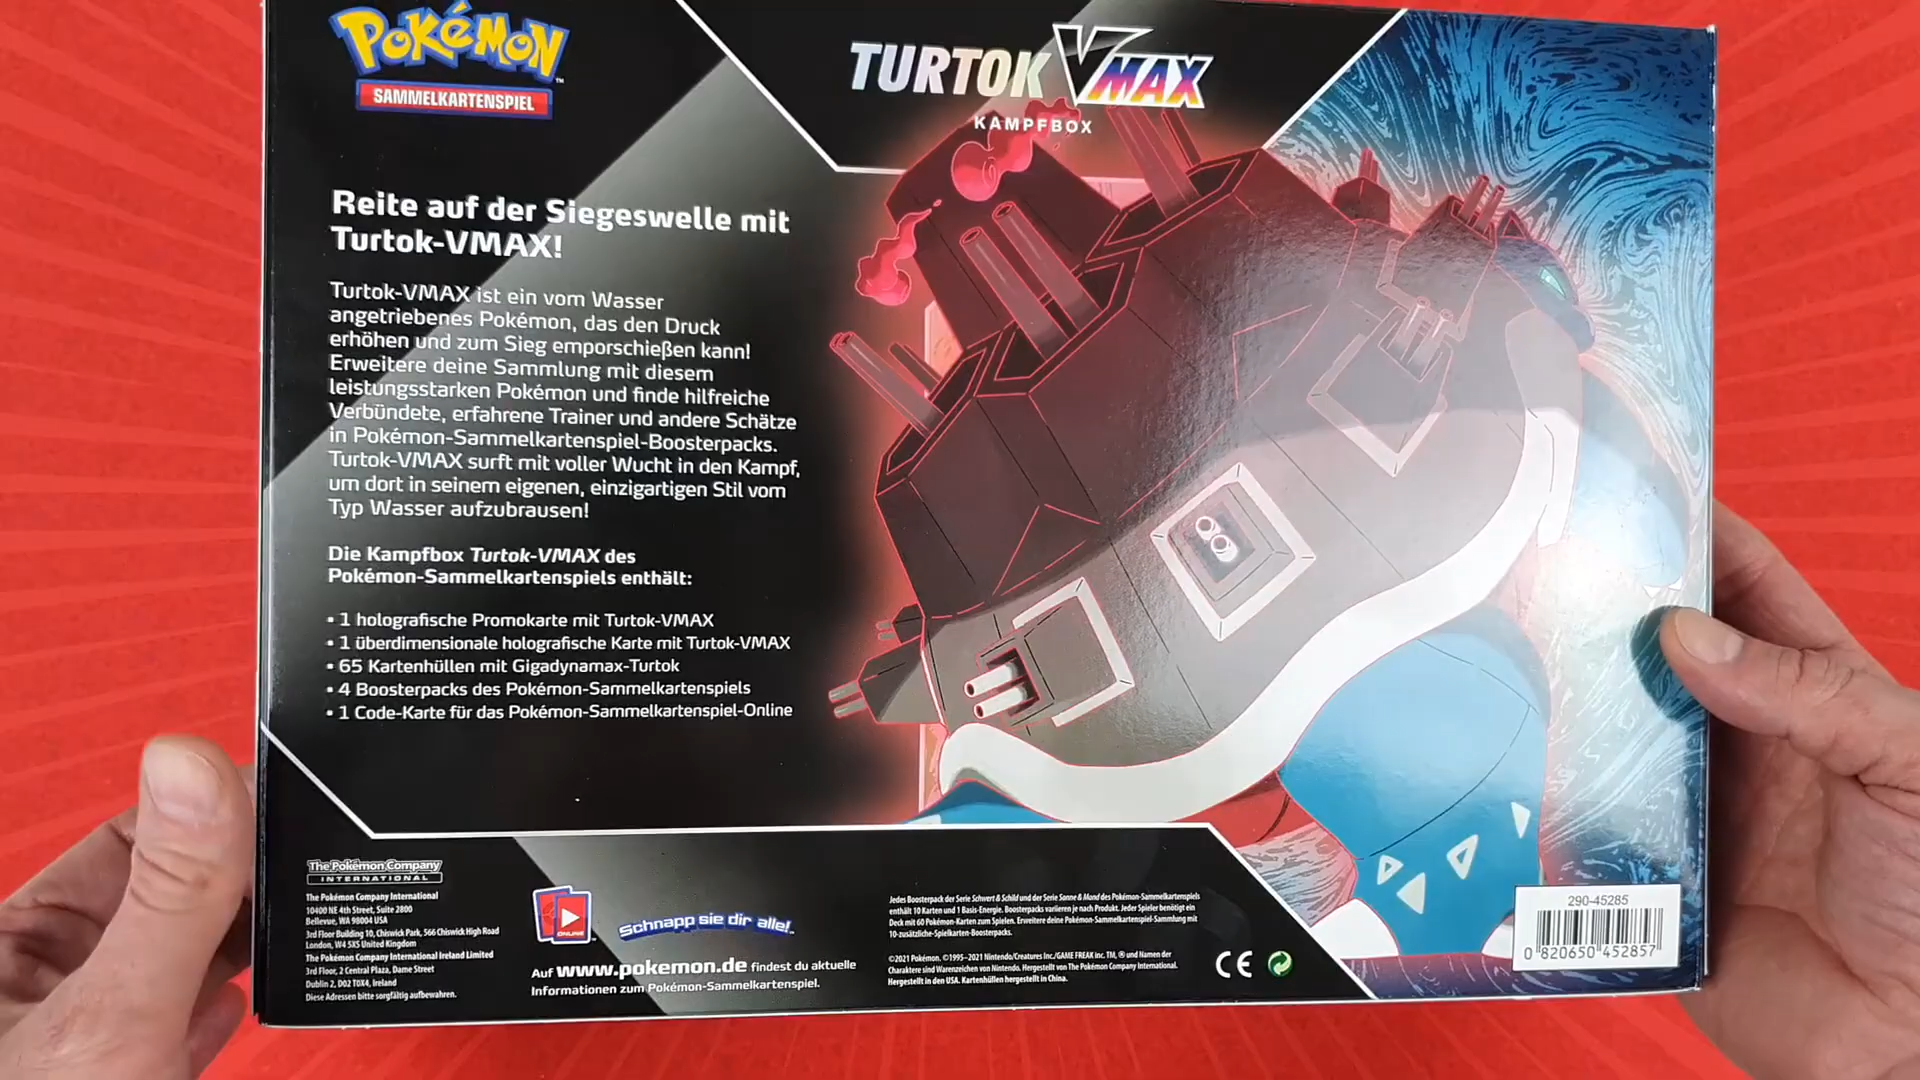 POKéMON
SAMMELKARTENSPIEL
TURTOK VMAX
KAMPFBOX
Reite auf der Siegeswelle mit
Turtok-VMAX!
Turtok-VMAX ist ein vom Wasser
angetriebenes Pokémon, das den Druck
erhöhen und zum Sieg emporschießen kann!
Erweitere deine Sammlung mit diesem
leistungsstarken Pokémon und finde hilfreiche
Verbündete, erfahrene Trainer und andere Schätze
in Pokémon-Sammelkartenspiel-Boosterpacks.
Turtok-VMAX surft mit voller Wucht in den Kampf,
um dort in seinem eigenen, einzigartigen Stil vom
Typ Wasser aufzubrausen!
Die Kampfbox Turtok-VMAX des
Pokémon-Sammelkartenspiels enthält:
• 1 holografische Promokarte mit Turtok-VMAX
• 1 überdimensionale holografische Karte mit Turtok-VMAX
• 65 Kartenhüllen mit Gigadynamax-Turtok
• 4 Boosterpacks des Pokémon-Sammelkartenspiels
• 1 Code-Karte für das Pokémon-Sammelkartenspiel-Online
The Pokémon Company
INTERNATIONAL
The Pokémon Company International
10400 NE 4th Street, Suite 2800
Bellevue, WA 98004 USA
3rd Floor Building 10, Chiswick Park, 566 Chiswick High Road
London, W4 5XS United Kingdom
The Pokémon Company International Ireland Limited
3rd Floor, 2 Central Plaza, Dame Street
Dublin 2, D02 T0X4, Ireland
Diese Adressen bitte sorgfältig aufbewahren.
ONLINE
Schnapp sie dir alle!
Auf www.pokemon.de findest du aktuelle
Informationen zum Pokémon-Sammelkartenspiel.
Jedes Boosterpack der Serie Schwert & Schild und der Serie Sonne & Mond des Pokémon-Sammelkartenspiels
enthält 10 Karten und 1 Basis-Energie. Boosterpacks variieren je nach Produkt. Jeder Spieler benötigt ein
Deck mit 60 Pokémon-Karten zum Spielen. Erweitere deine Pokémon-Sammelkartenspiel-Sammlung mit
10-zusätzliche-Spielkarten-Boosterpacks.
©2021 Pokémon. ©1995–2021 Nintendo/Creatures Inc./GAME FREAK inc. TM, ® und Namen der
Charaktere sind Warenzeichen von Nintendo. Hergestellt von The Pokémon Company International.
Hergestellt in den USA. Kartenhüllen hergestellt in China.
CE
290-45285
0 820650 452857